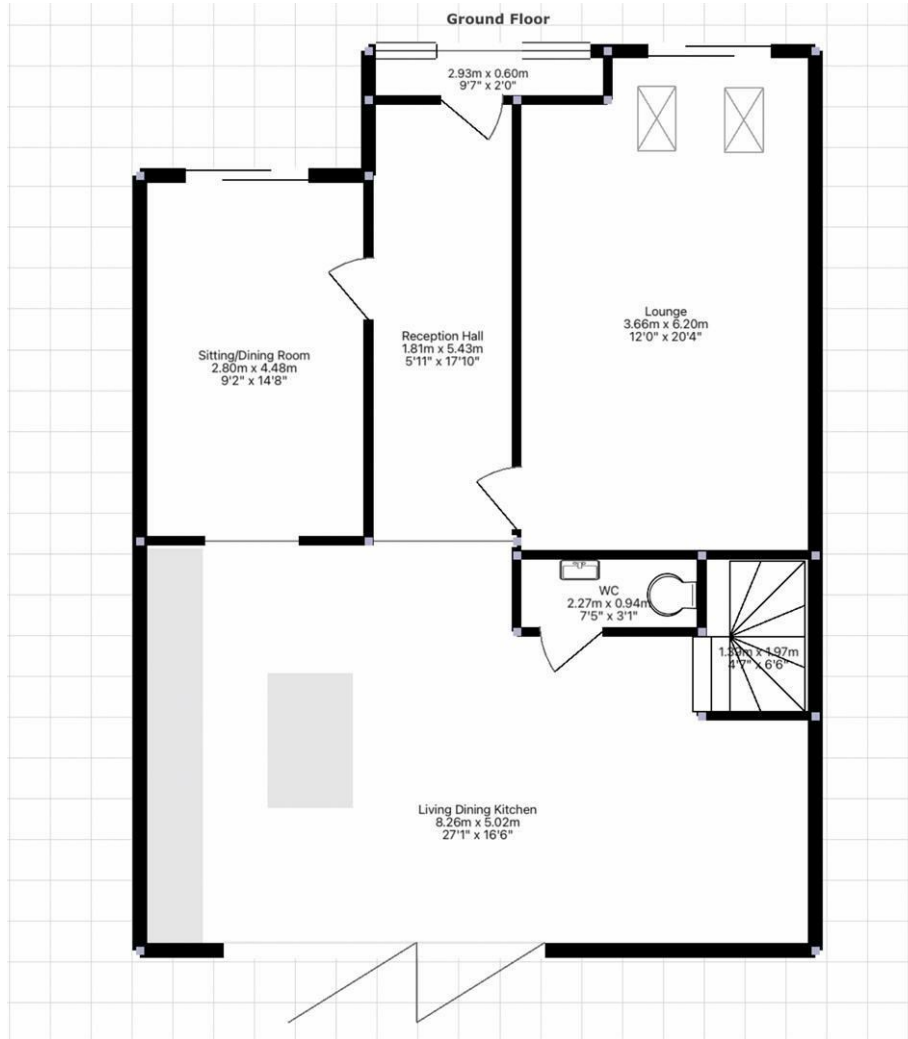 Ground Floor
2.93m x 0.60m
9'7" x 2'0"
Lounge
3.66m x 6.20m
12'0" x 20'4"
Reception Hall
1.81m x 5.43m
5'11" x 17'10"
Sitting/Dining Room
2.80m x 4.48m
9'2" x 14'8"
WC
2.27m x 0.94m
7'5" x 3'1"
x 1.97m
4'7" x 6'6"
Living Dining Kitchen
8.26m x 5.02m
27'1" x 16'6"